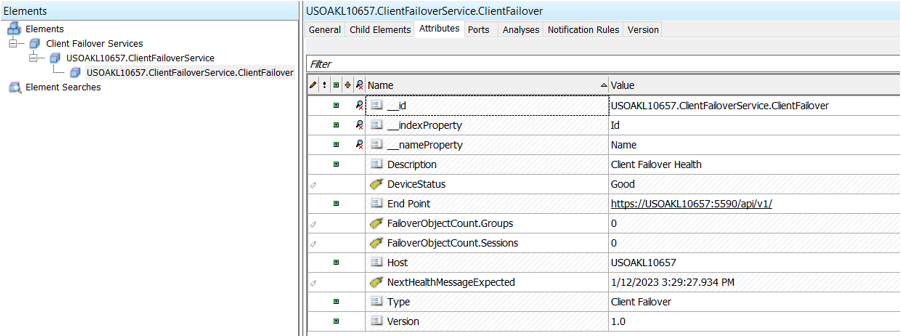 Elements
Elements
Client Failover Services
USOAKL10657.ClientFailoverService
USOAKL10657.ClientFailoverService.ClientFailover
Element Searches
USOAKL10657.ClientFailoverService.ClientFailover
General Child Elements Attributes Ports Analyses Notification Rules Version
Filter
Name Value
__id USOAKL10657.ClientFailoverService.ClientFailover
__indexProperty Id
__nameProperty Name
Description Client Failover Health
DeviceStatus Good
End Point https://USOAKL10657:5590/api/v1/
FailoverObjectCount.Groups 0
FailoverObjectCount.Sessions 0
Host USOAKL10657
NextHealthMessageExpected 1/12/2023 3:29:27.934 PM
Type Client Failover
Version 1.0